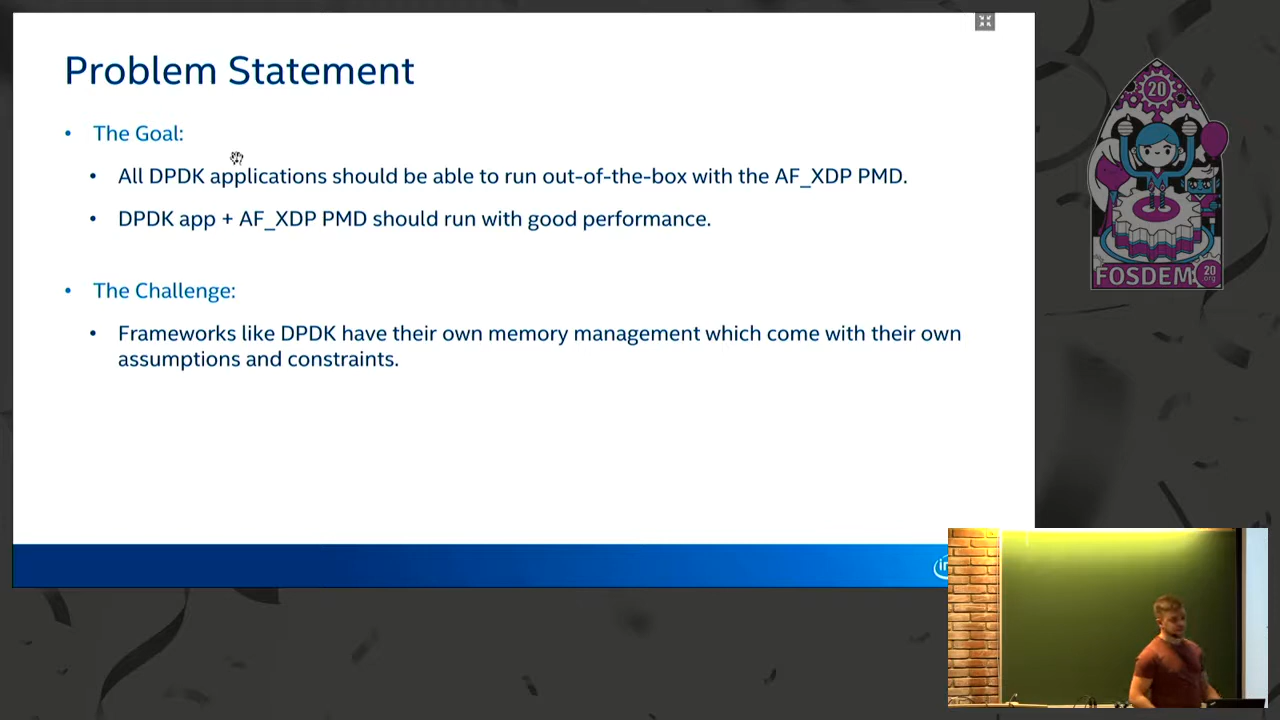 Problem Statement
• The Goal:
• All DPDK applications should be able to run out-of-the-box with the AF_XDP PMD.
• DPDK app + AF_XDP PMD should run with good performance.
• The Challenge:
• Frameworks like DPDK have their own memory management which come with their own
assumptions and constraints.
20
FOSDEM
20
.org